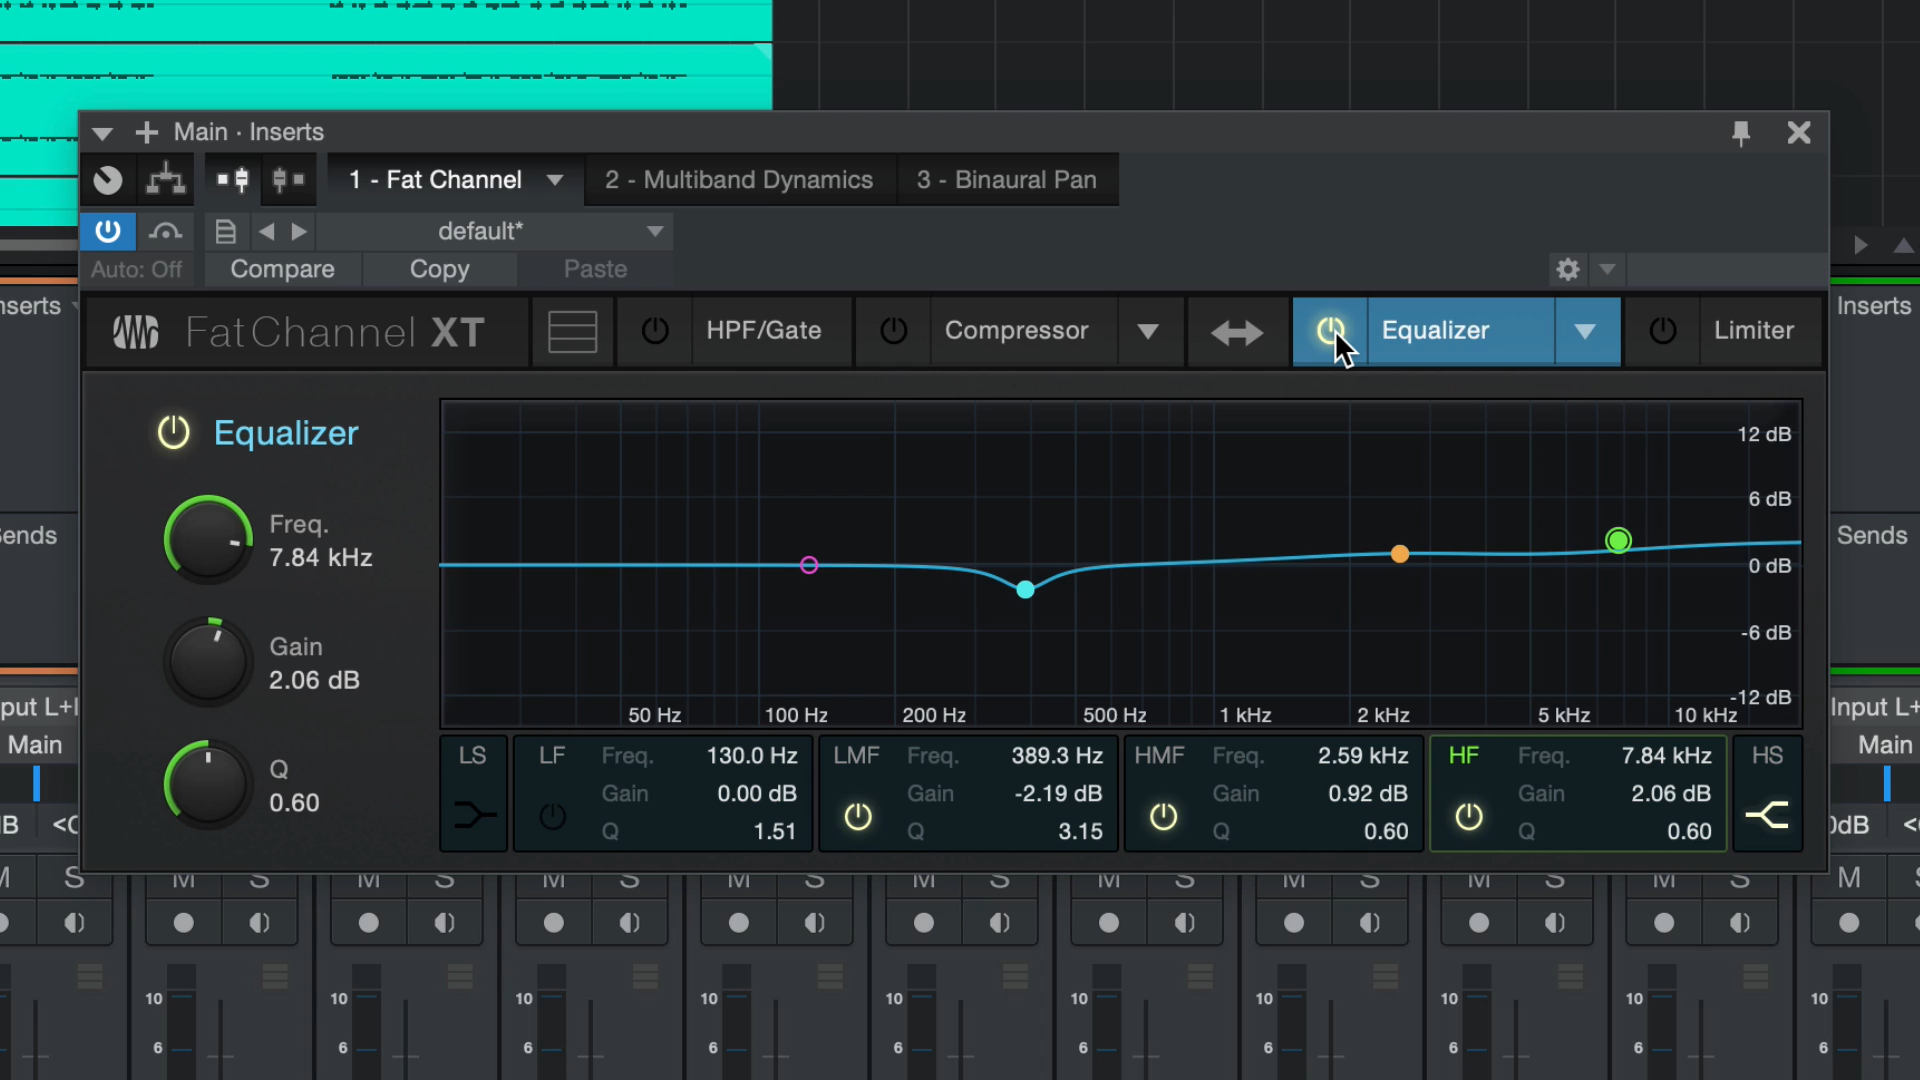 Main · Inserts
1 - Fat Channel
2 - Multiband Dynamics
3 - Binaural Pan
default*
Auto: Off
Compare
Copy
Paste
nserts
Inserts
FatChannel XT
HPF/Gate
Compressor
Equalizer
Limiter
Equalizer
Freq.
7.84 kHz
Gain
2.06 dB
Q
0.60
12 dB
6 dB
0 dB
-6 dB
-12 dB
50 Hz
100 Hz
200 Hz
500 Hz
1 kHz
2 kHz
5 kHz
10 kHz
ends
Sends
LS
LF
Freq. 130.0 Hz
Gain 0.00 dB
Q 1.51
LMF
Freq. 389.3 Hz
Gain -2.19 dB
Q 3.15
HMF
Freq. 2.59 kHz
Gain 0.92 dB
Q 0.60
HF
Freq. 7.84 kHz
Gain 2.06 dB
Q 0.60
HS
put L+
Main
B <C
Input L+
Main
0dB <
M S M S M S M S M S M S M S M S M S M S M S
10 10 10 10 10 10 10 10 10 10
6 6 6 6 6 6 6 6 6 6